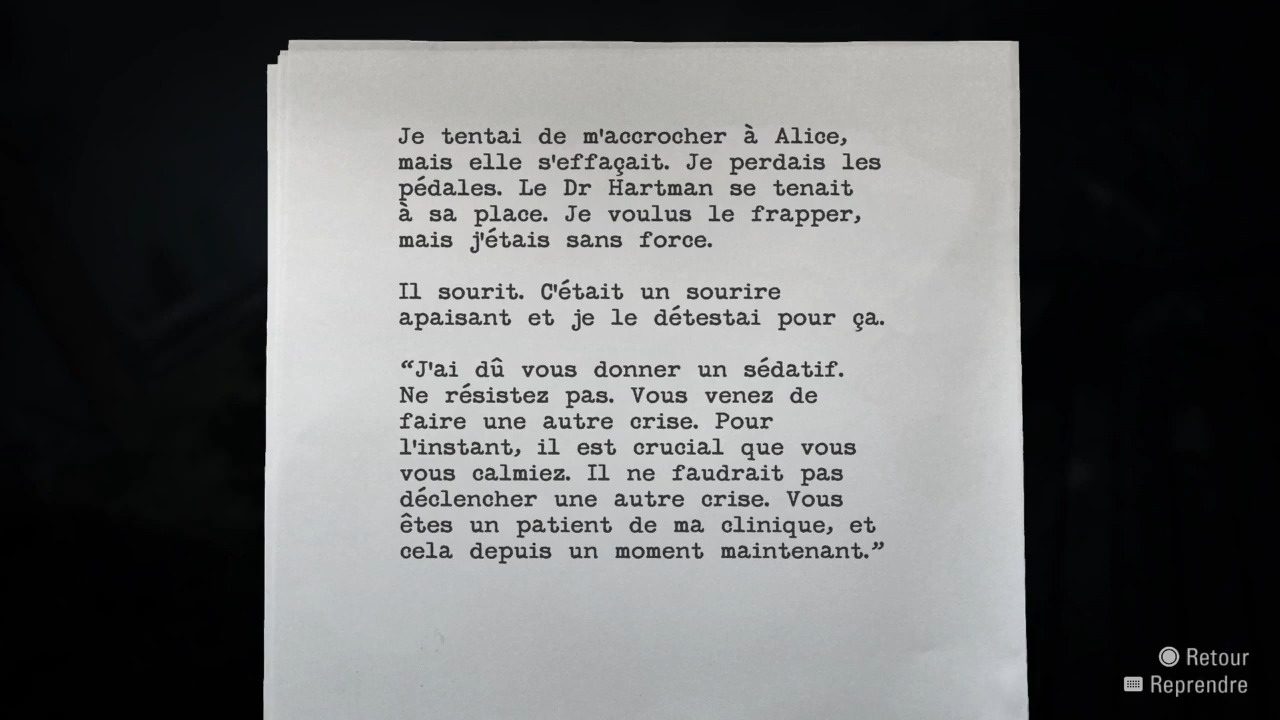 Je tentai de m'accrocher à Alice,
mais elle s'effaçait. Je perdais les
pédales. Le Dr Hartman se tenait
à sa place. Je voulus le frapper,
mais j'étais sans force.
Il sourit. C'était un sourire
apaisant et je le détestai pour ça.
“J'ai dû vous donner un sédatif.
Ne résistez pas. Vous venez de
faire une autre crise. Pour
l'instant, il est crucial que vous
vous calmiez. Il ne faudrait pas
déclencher une autre crise. Vous
êtes un patient de ma clinique, et
cela depuis un moment maintenant.”
Retour
Reprendre